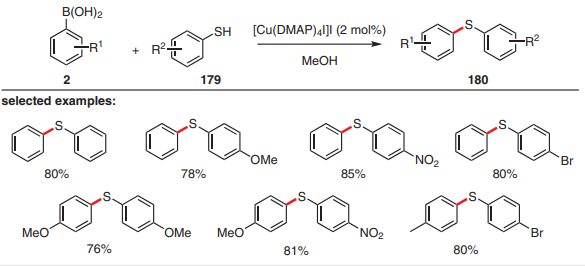 B(OH)₂
R¹
2
+
R²
SH
179
[Cu(DMAP)₄I]I (2 mol%)
MeOH
R¹
S
R²
180
selected examples:
S
80%
S
OMe
78%
S
NO₂
85%
S
Br
80%
MeO
S
OMe
76%
MeO
S
NO₂
81%
S
Br
80%